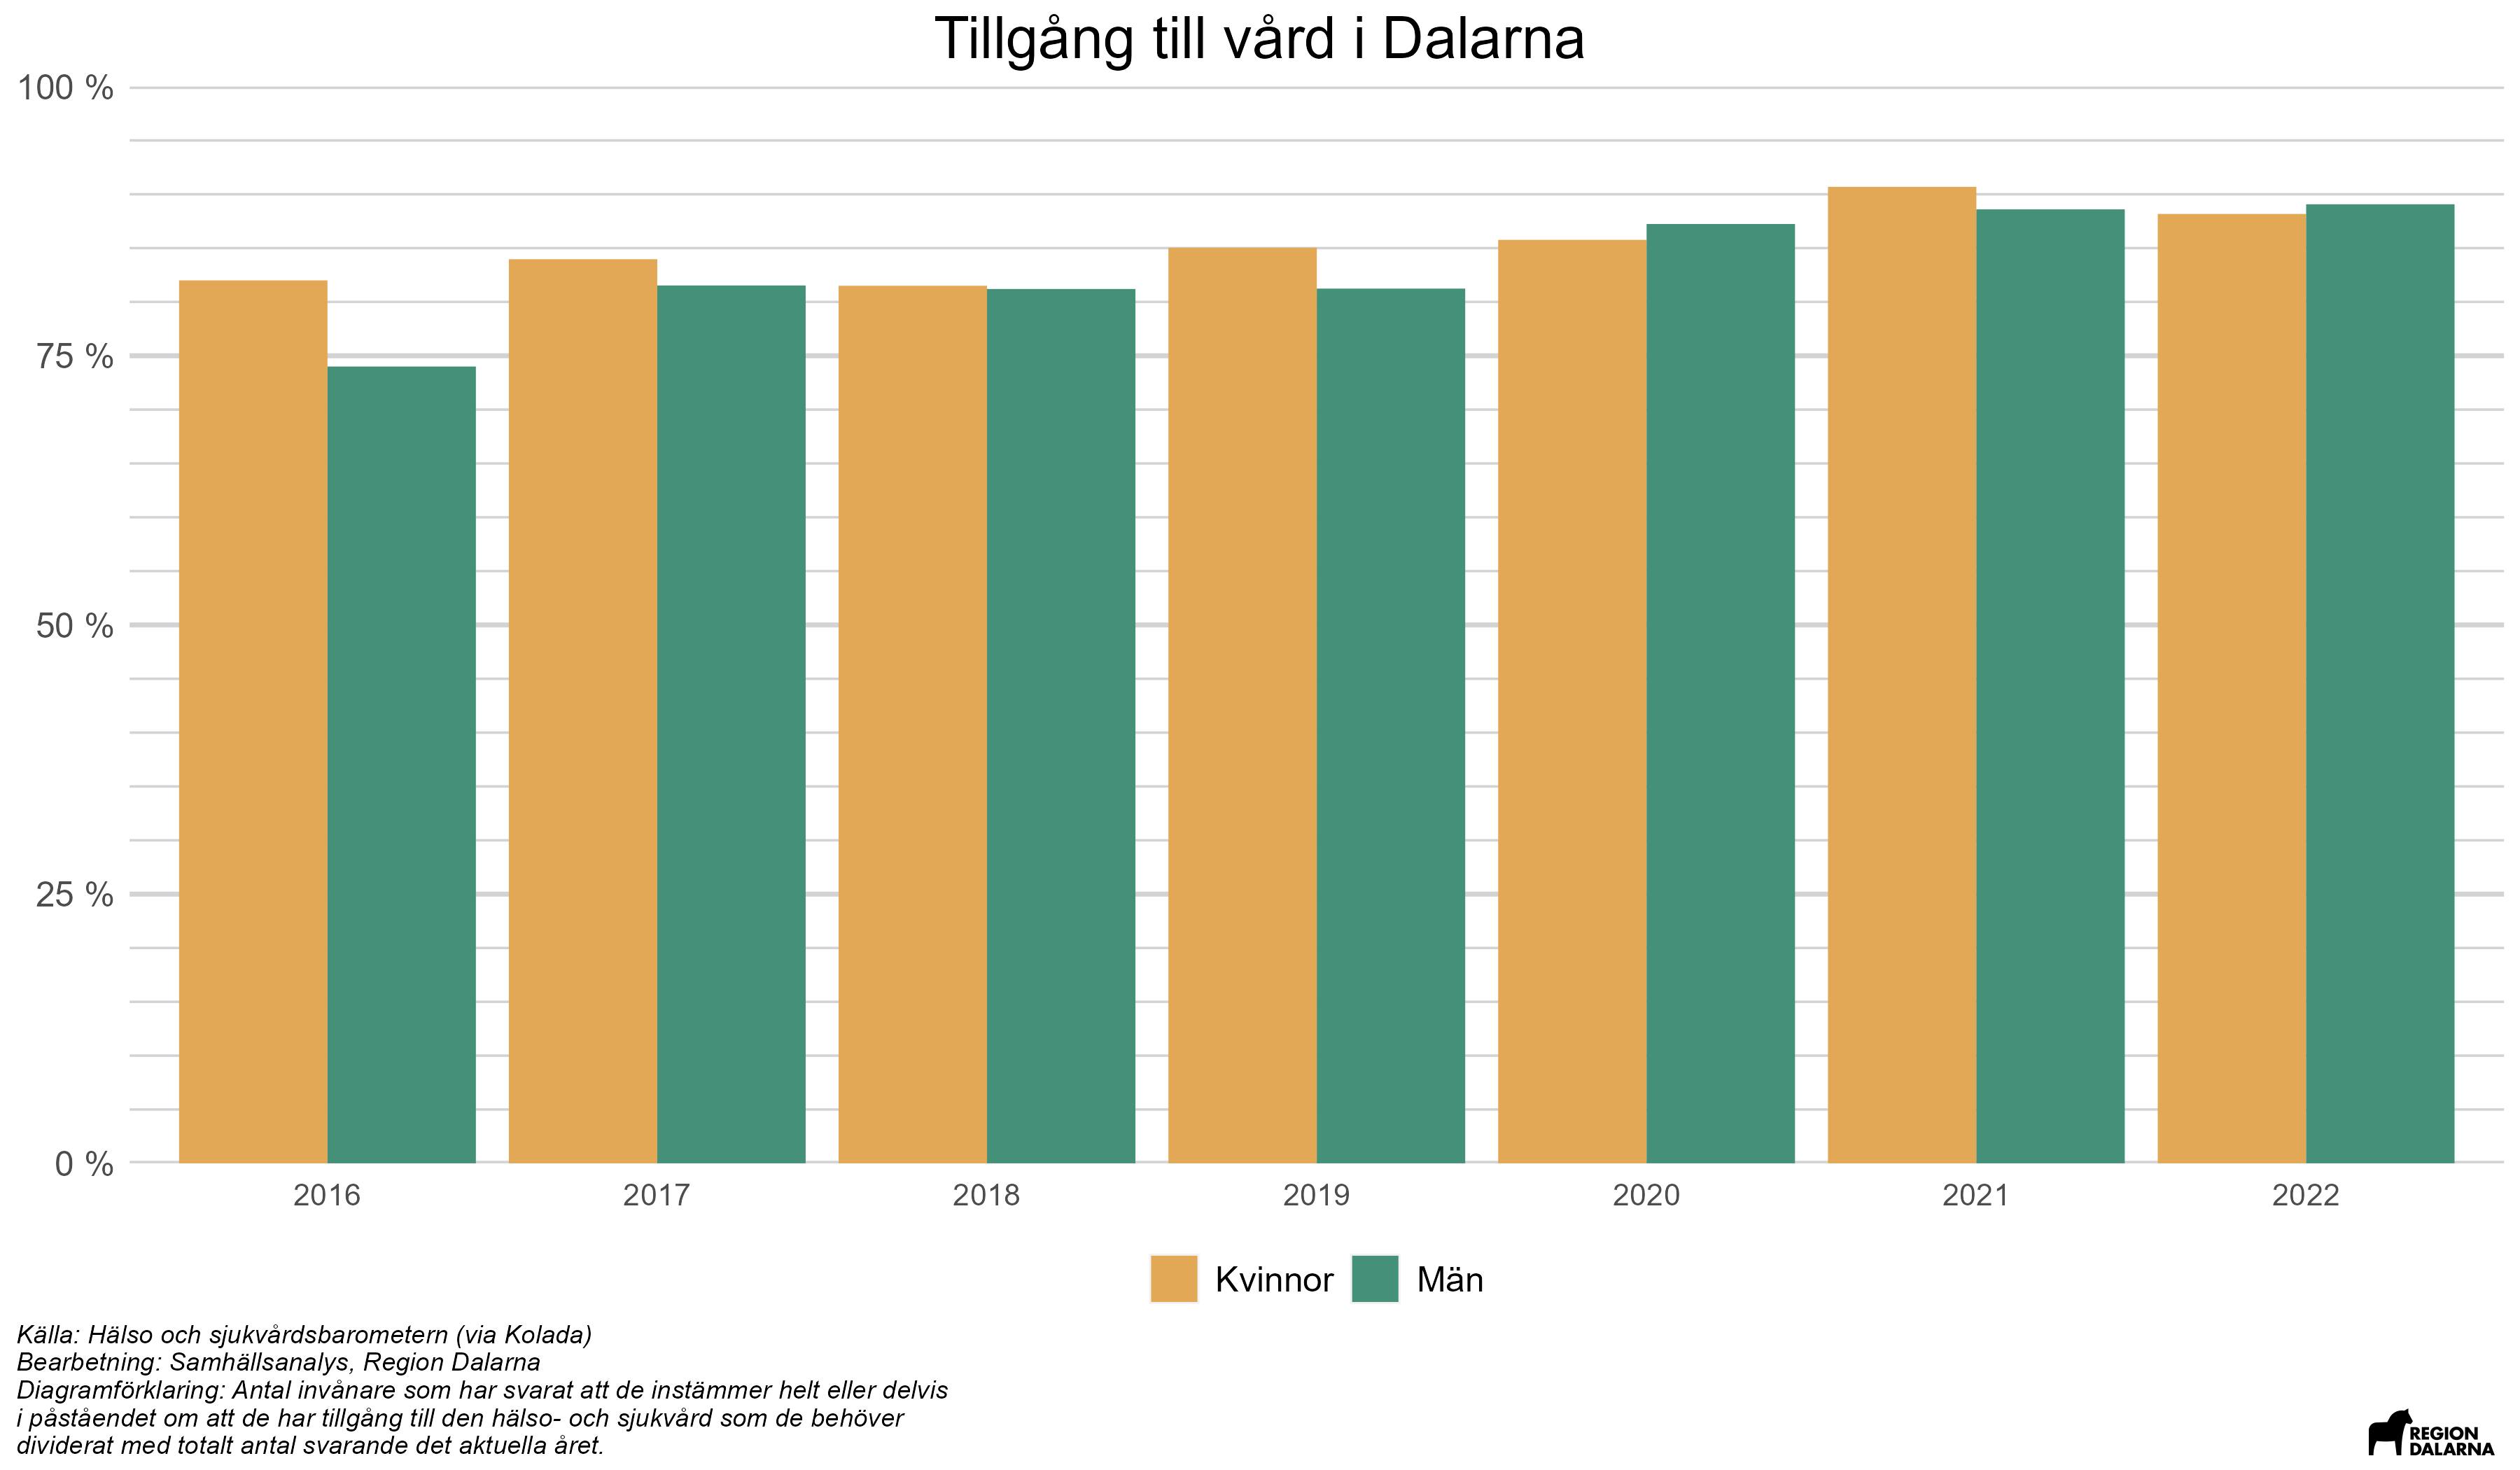 Tillgång till vård i Dalarna
100 %
75 %
50 %
25 %
0 %
2016 2017 2018 2019 2020 2021 2022
Kvinnor Män
Källa: Hälso och sjukvårdsbarometern (via Kolada)
Bearbetning: Samhällsanalys, Region Dalarna
Diagramförklaring: Antal invånare som har svarat att de instämmer helt eller delvis
i påståendet om att de har tillgång till den hälso- och sjukvård som de behöver
dividerat med totalt antal svarande det aktuella året.
REGION
DALARNA